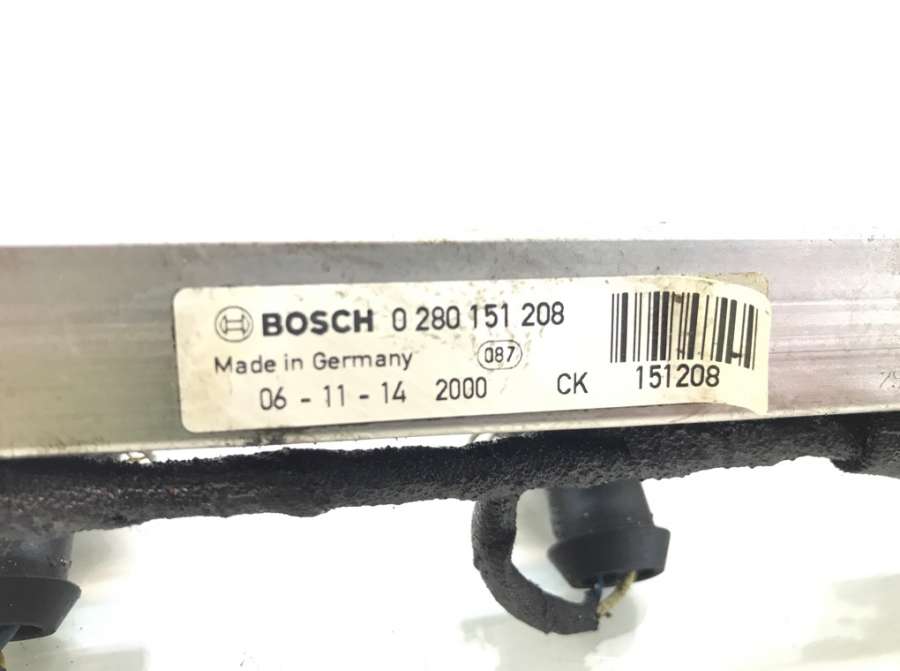 BOSCH 0 280 151 208
Made in Germany 087
06 - 11 - 14 2000 CK 151208